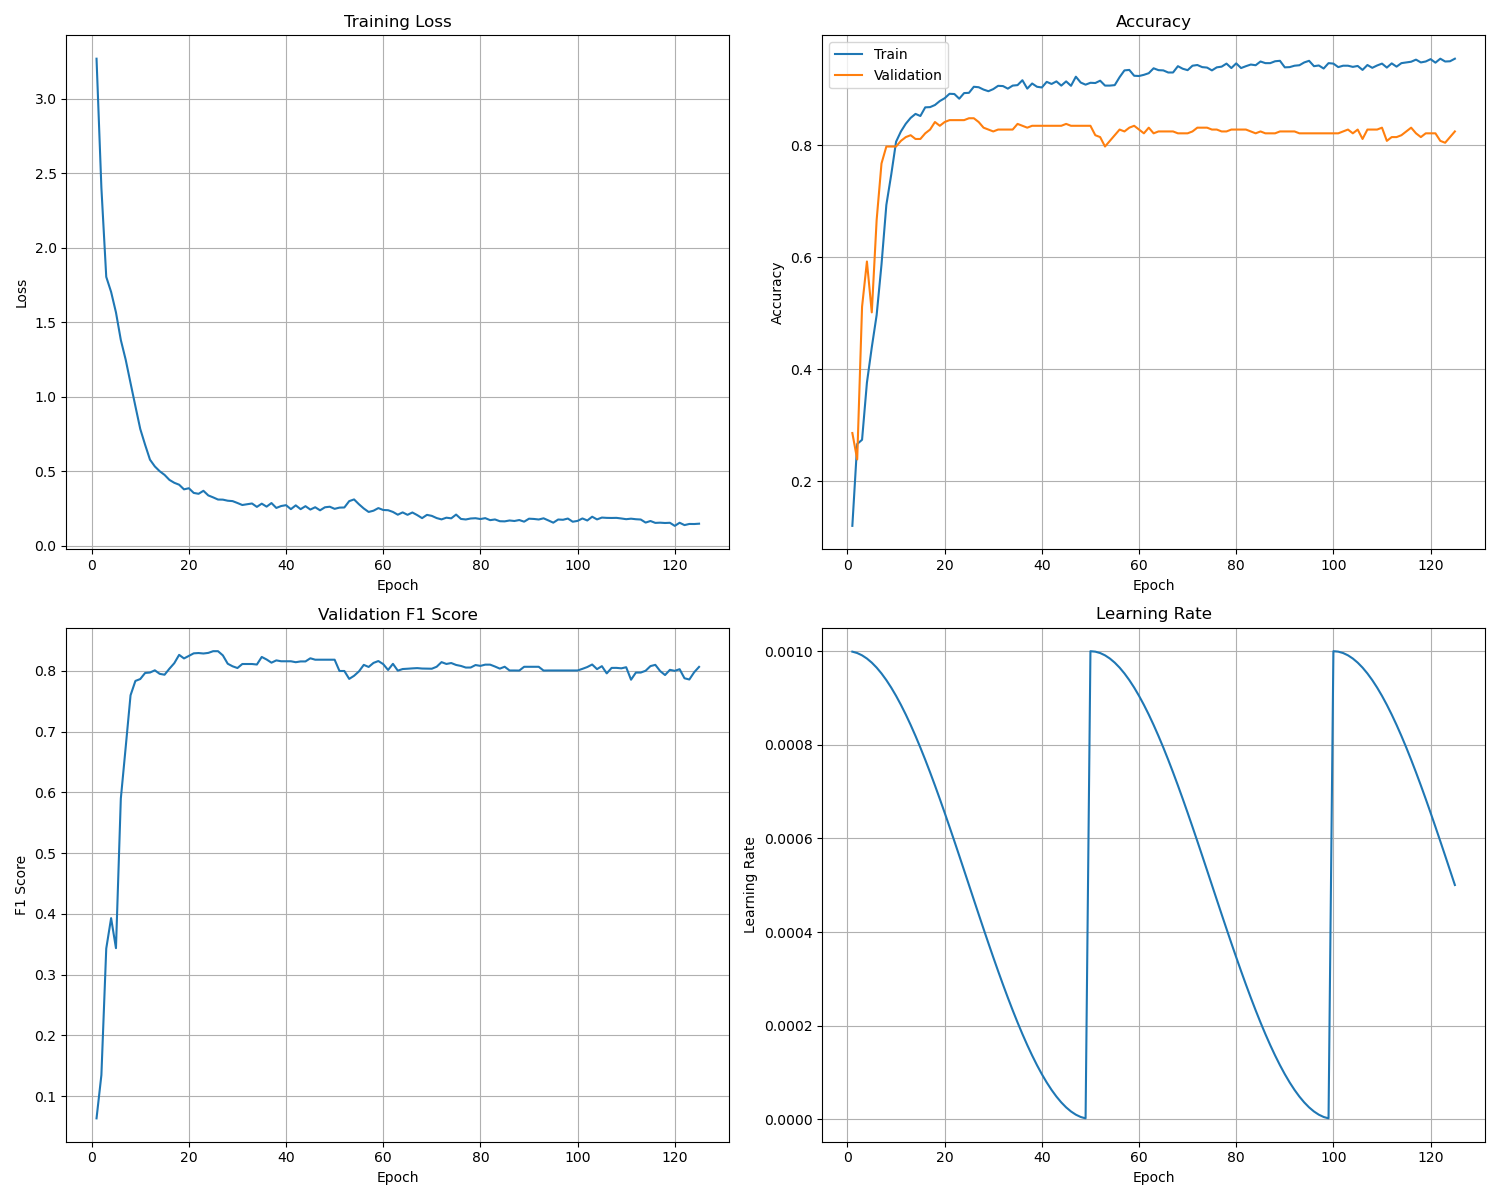 Training Loss
3.0
2.5
2.0
1.5
1.0
0.5
0.0
Loss
0 20 40 60 80 100 120
Epoch
Accuracy
Train
Validation
0.8
0.6
0.4
0.2
Accuracy
0 20 40 60 80 100 120
Epoch
Validation F1 Score
0.8
0.7
0.6
0.5
0.4
0.3
0.2
0.1
F1 Score
0 20 40 60 80 100 120
Epoch
Learning Rate
0.0010
0.0008
0.0006
0.0004
0.0002
0.0000
Learning Rate
0 20 40 60 80 100 120
Epoch